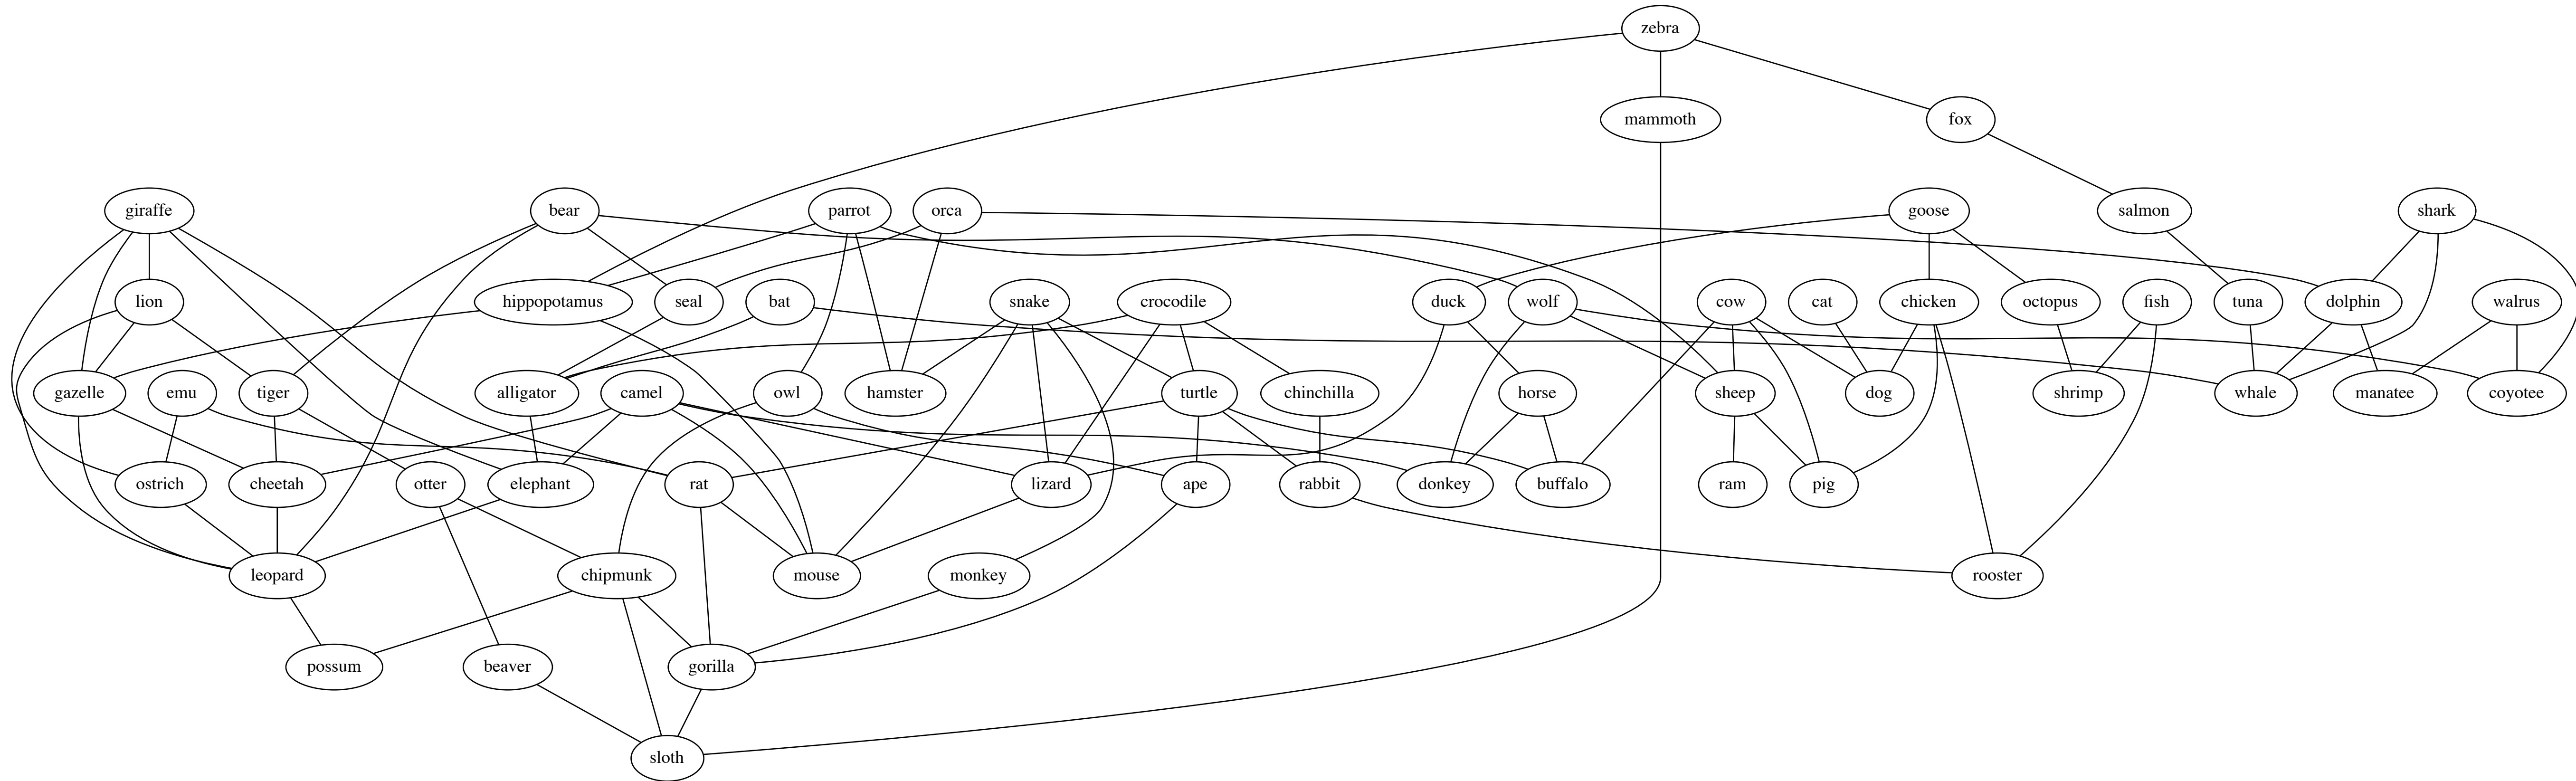 zebra
mammoth
fox
giraffe
bear
parrot
orca
goose
salmon
shark
lion
hippopotamus
seal
bat
snake
crocodile
duck
wolf
cow
cat
chicken
octopus
fish
tuna
dolphin
walrus
gazelle
emu
tiger
alligator
camel
owl
hamster
turtle
chinchilla
horse
sheep
dog
shrimp
whale
manatee
coyotee
ostrich
cheetah
otter
elephant
rat
lizard
ape
rabbit
donkey
buffalo
ram
pig
leopard
chipmunk
mouse
monkey
rooster
possum
beaver
gorilla
sloth